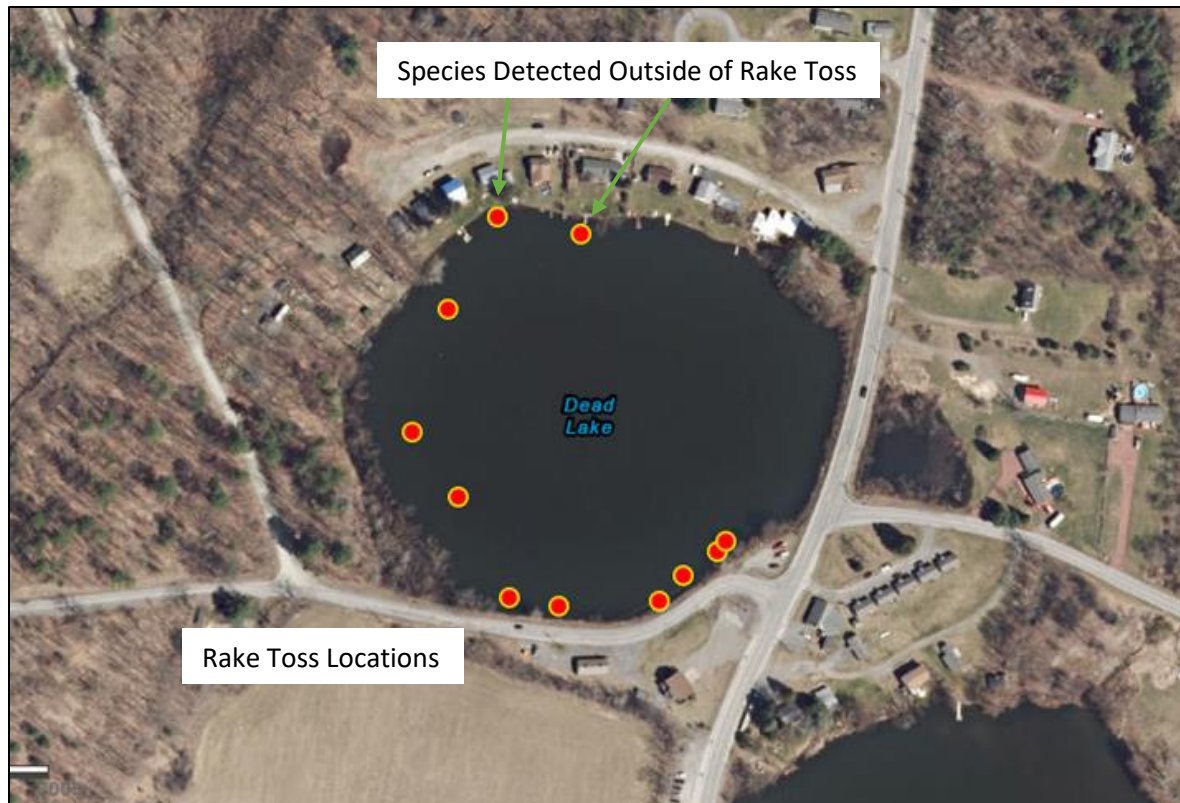 Species Detected Outside of Rake Toss
Dead
Lake
Rake Toss Locations